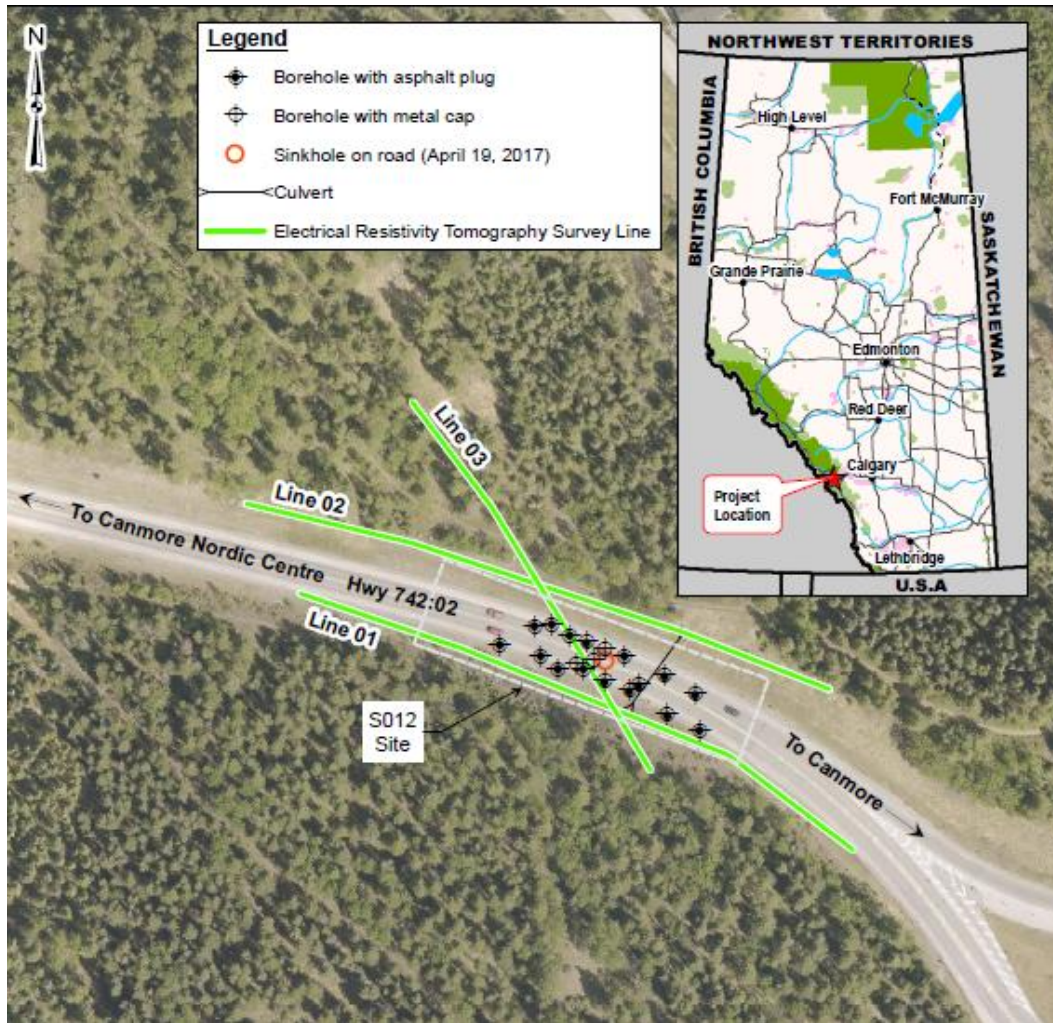 N
Legend
Borehole with asphalt plug
Borehole with metal cap
Sinkhole on road (April 19, 2017)
Culvert
Electrical Resistivity Tomography Survey Line
NORTHWEST TERRITORIES
BRITISH COLUMBIA
SASKATCHEWAN
High Level
Fort McMurray
Grande Prairie
Edmonton
Red Deer
Calgary
Project
Location
Lethbridge
U.S.A
Line 03
Line 02
To Canmore Nordic Centre
Hwy 742:02
Line 01
S012
Site
To Canmore